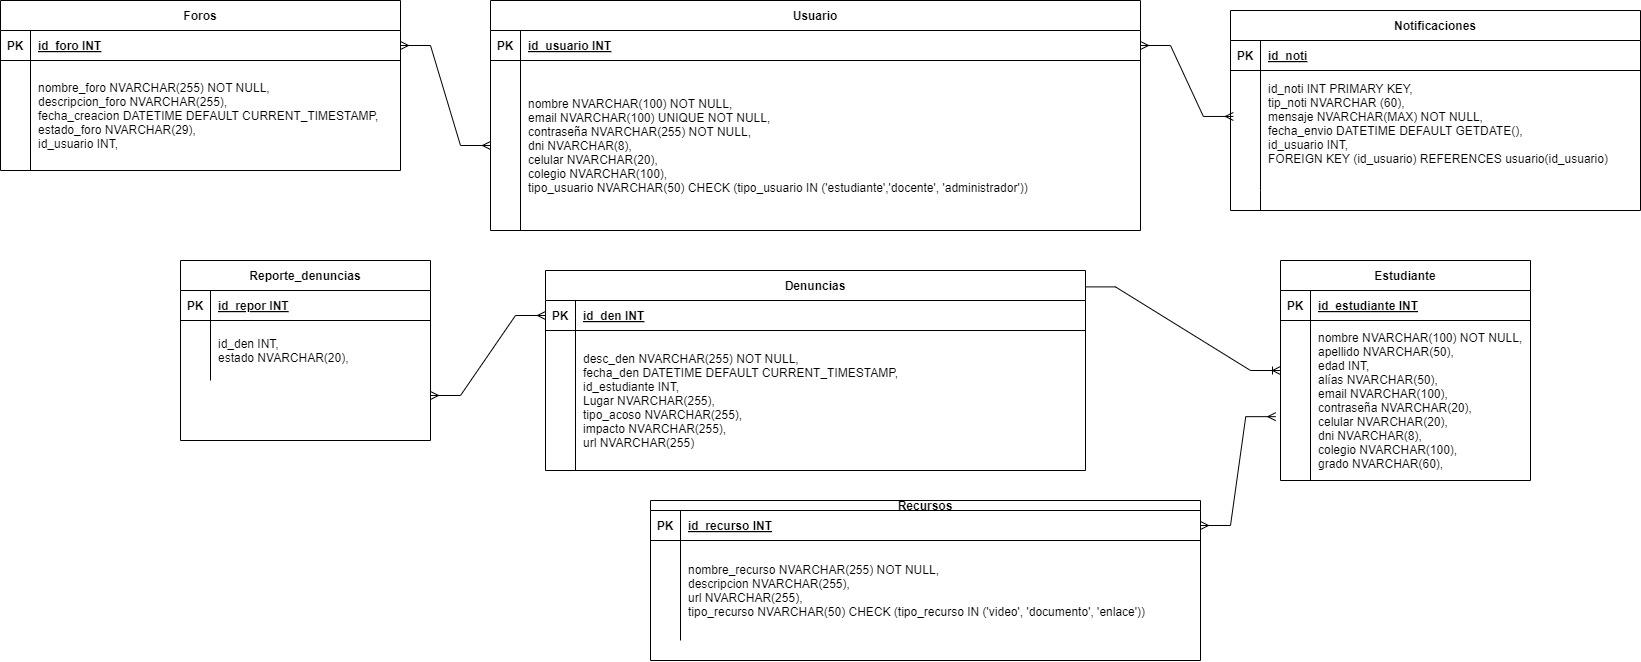 Foros
PK id_foro INT
nombre_foro NVARCHAR(255) NOT NULL,
descripcion_foro NVARCHAR(255),
fecha_creacion DATETIME DEFAULT CURRENT_TIMESTAMP,
estado_foro NVARCHAR(29),
id_usuario INT,
Usuario
PK id_usuario INT
nombre NVARCHAR(100) NOT NULL,
email NVARCHAR(100) UNIQUE NOT NULL,
contraseña NVARCHAR(255) NOT NULL,
dni NVARCHAR(8),
celular NVARCHAR(20),
colegio NVARCHAR(100),
tipo_usuario NVARCHAR(50) CHECK (tipo_usuario IN ('estudiante','docente', 'administrador'))
Notificaciones
PK id_noti
id_noti INT PRIMARY KEY,
tip_noti NVARCHAR (60),
mensaje NVARCHAR(MAX) NOT NULL,
fecha_envio DATETIME DEFAULT GETDATE(),
id_usuario INT,
FOREIGN KEY (id_usuario) REFERENCES usuario(id_usuario)
Reporte_denuncias
PK id_repor INT
id_den INT,
estado NVARCHAR(20),
Denuncias
PK id_den INT
desc_den NVARCHAR(255) NOT NULL,
fecha_den DATETIME DEFAULT CURRENT_TIMESTAMP,
id_estudiante INT,
Lugar NVARCHAR(255),
tipo_acoso NVARCHAR(255),
impacto NVARCHAR(255),
url NVARCHAR(255)
Estudiante
PK id_estudiante INT
nombre NVARCHAR(100) NOT NULL,
apellido NVARCHAR(50),
edad INT,
alías NVARCHAR(50),
email NVARCHAR(100),
contraseña NVARCHAR(20),
celular NVARCHAR(20),
dni NVARCHAR(8),
colegio NVARCHAR(100),
grado NVARCHAR(60),
Recursos
PK id_recurso INT
nombre_recurso NVARCHAR(255) NOT NULL,
descripcion NVARCHAR(255),
url NVARCHAR(255),
tipo_recurso NVARCHAR(50) CHECK (tipo_recurso IN ('video', 'documento', 'enlace'))